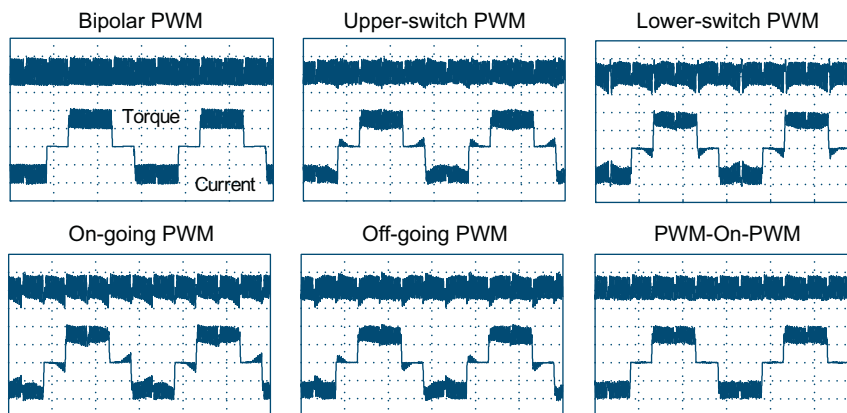 Bipolar PWM
Upper-switch PWM
Lower-switch PWM
Torque
Current
On-going PWM
Off-going PWM
PWM-On-PWM